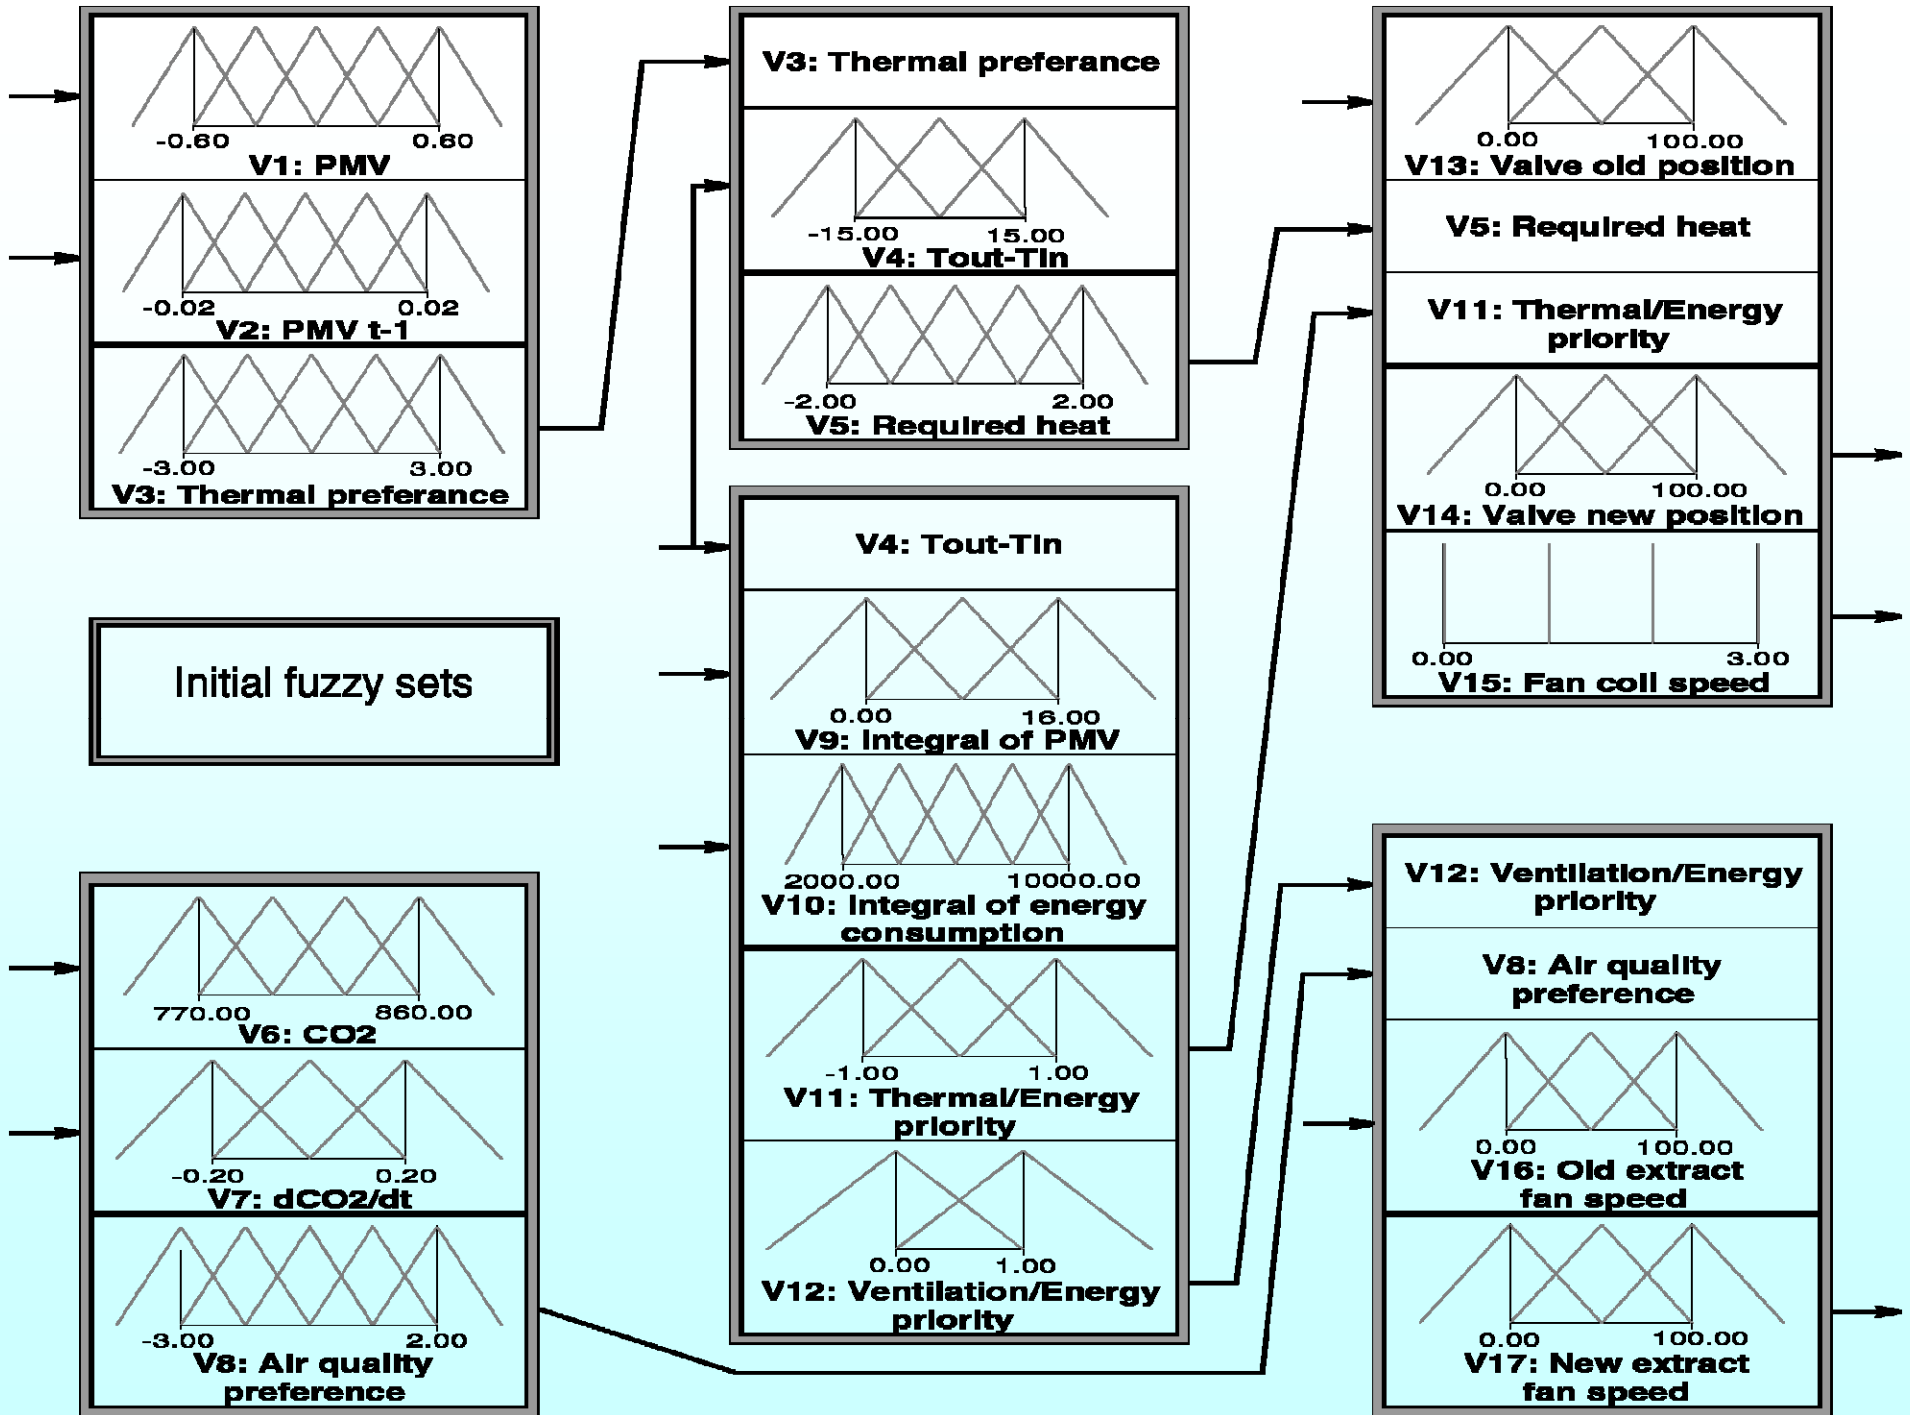 -0.60 0.60
V1: PMV
-0.02 0.02
V2: PMV t-1
-3.00 3.00
V3: Thermal preferance
V3: Thermal preferance
-15.00 15.00
V4: Tout-Tin
-2.00 2.00
V5: Required heat
0.00 100.00
V13: Valve old position
V5: Required heat
V11: Thermal/Energy
priority
0.00 100.00
V14: Valve new position
0.00 3.00
V15: Fan coil speed
Initial fuzzy sets
V4: Tout-Tin
0.00 16.00
V9: Integral of PMV
2000.00 10000.00
V10: Integral of energy
consumption
-1.00 1.00
V11: Thermal/Energy
priority
0.00 1.00
V12: Ventilation/Energy
priority
770.00 860.00
V6: CO2
-0.20 0.20
V7: dCO2/dt
-3.00 2.00
V8: Air quality
preference
V12: Ventilation/Energy
priority
V8: Air quality
preference
0.00 100.00
V16: Old extract
fan speed
0.00 100.00
V17: New extract
fan speed